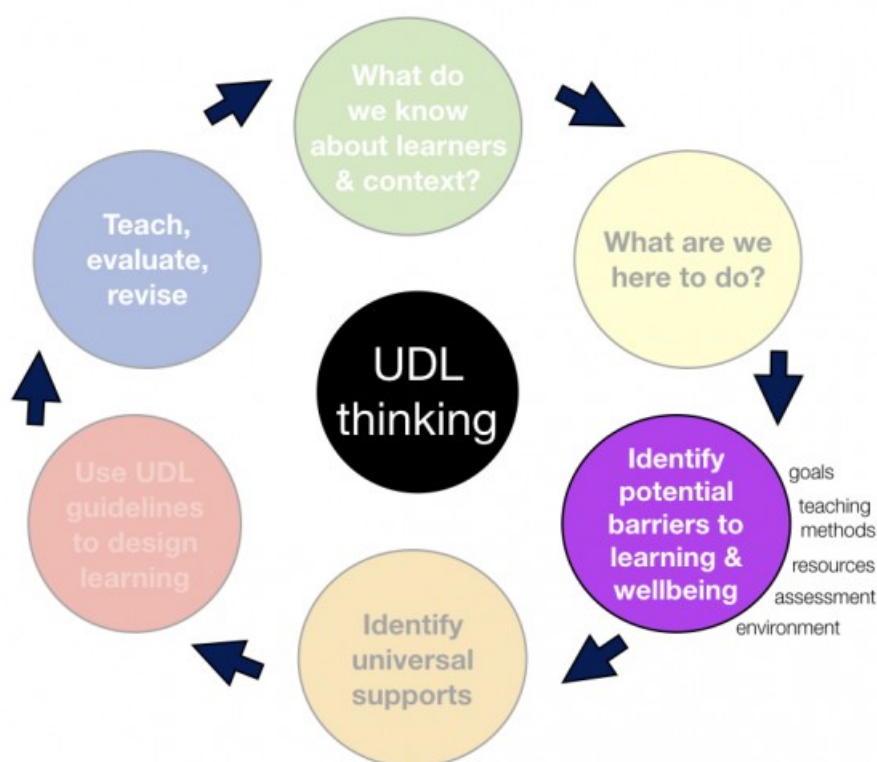 What do
we know
about learners
& context?
What are we
here to do?
Identify
potential
barriers to
learning &
wellbeing
goals
teaching
methods
resources
assessment
environment
Identify
universal
supports
Use UDL
guidelines
to design
learning
Teach,
evaluate,
revise
UDL
thinking